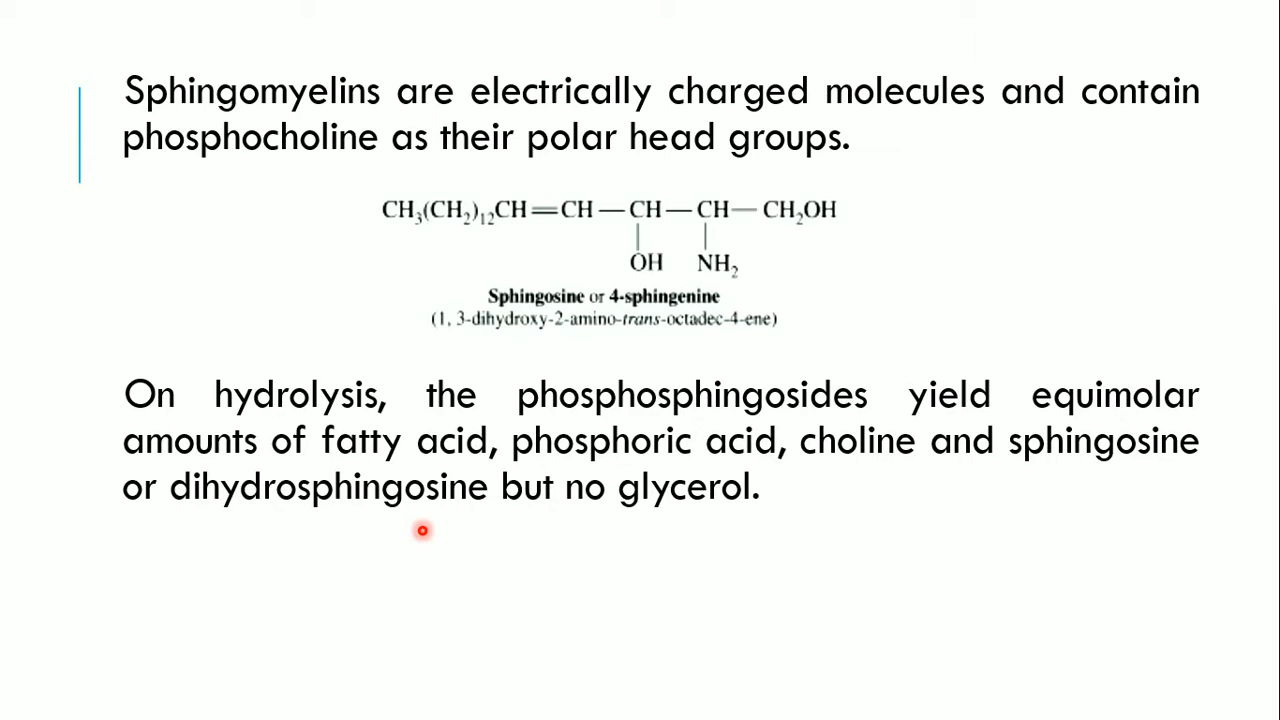 Sphingomyelins are electrically charged molecules and contain
phosphocholine as their polar head groups.
CH₃(CH₂)₁₂CH=CH—CH—CH—CH₂OH
OH NH₂
Sphingosine or 4-sphingenine
(1, 3-dihydroxy-2-amino-trans-octadec-4-ene)
On hydrolysis, the phosphosphingosides yield equimolar
amounts of fatty acid, phosphoric acid, choline and sphingosine
or dihydrosphingosine but no glycerol.